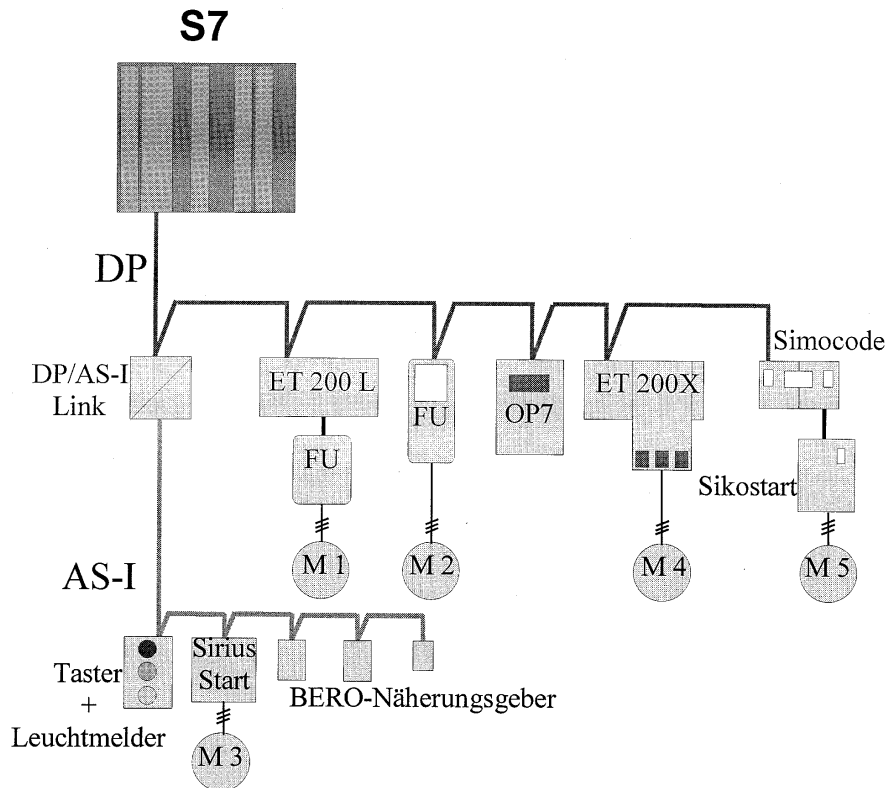 S7
DP
DP/AS-I
Link
ET 200 L
FU
FU
OP7
ET 200X
Simocode
Sikostart
M 1
M 2
M 4
M 5
AS-I
Taster
+
Leuchtmelder
Sirius
Start
BERO-Näherungsgeber
M 3